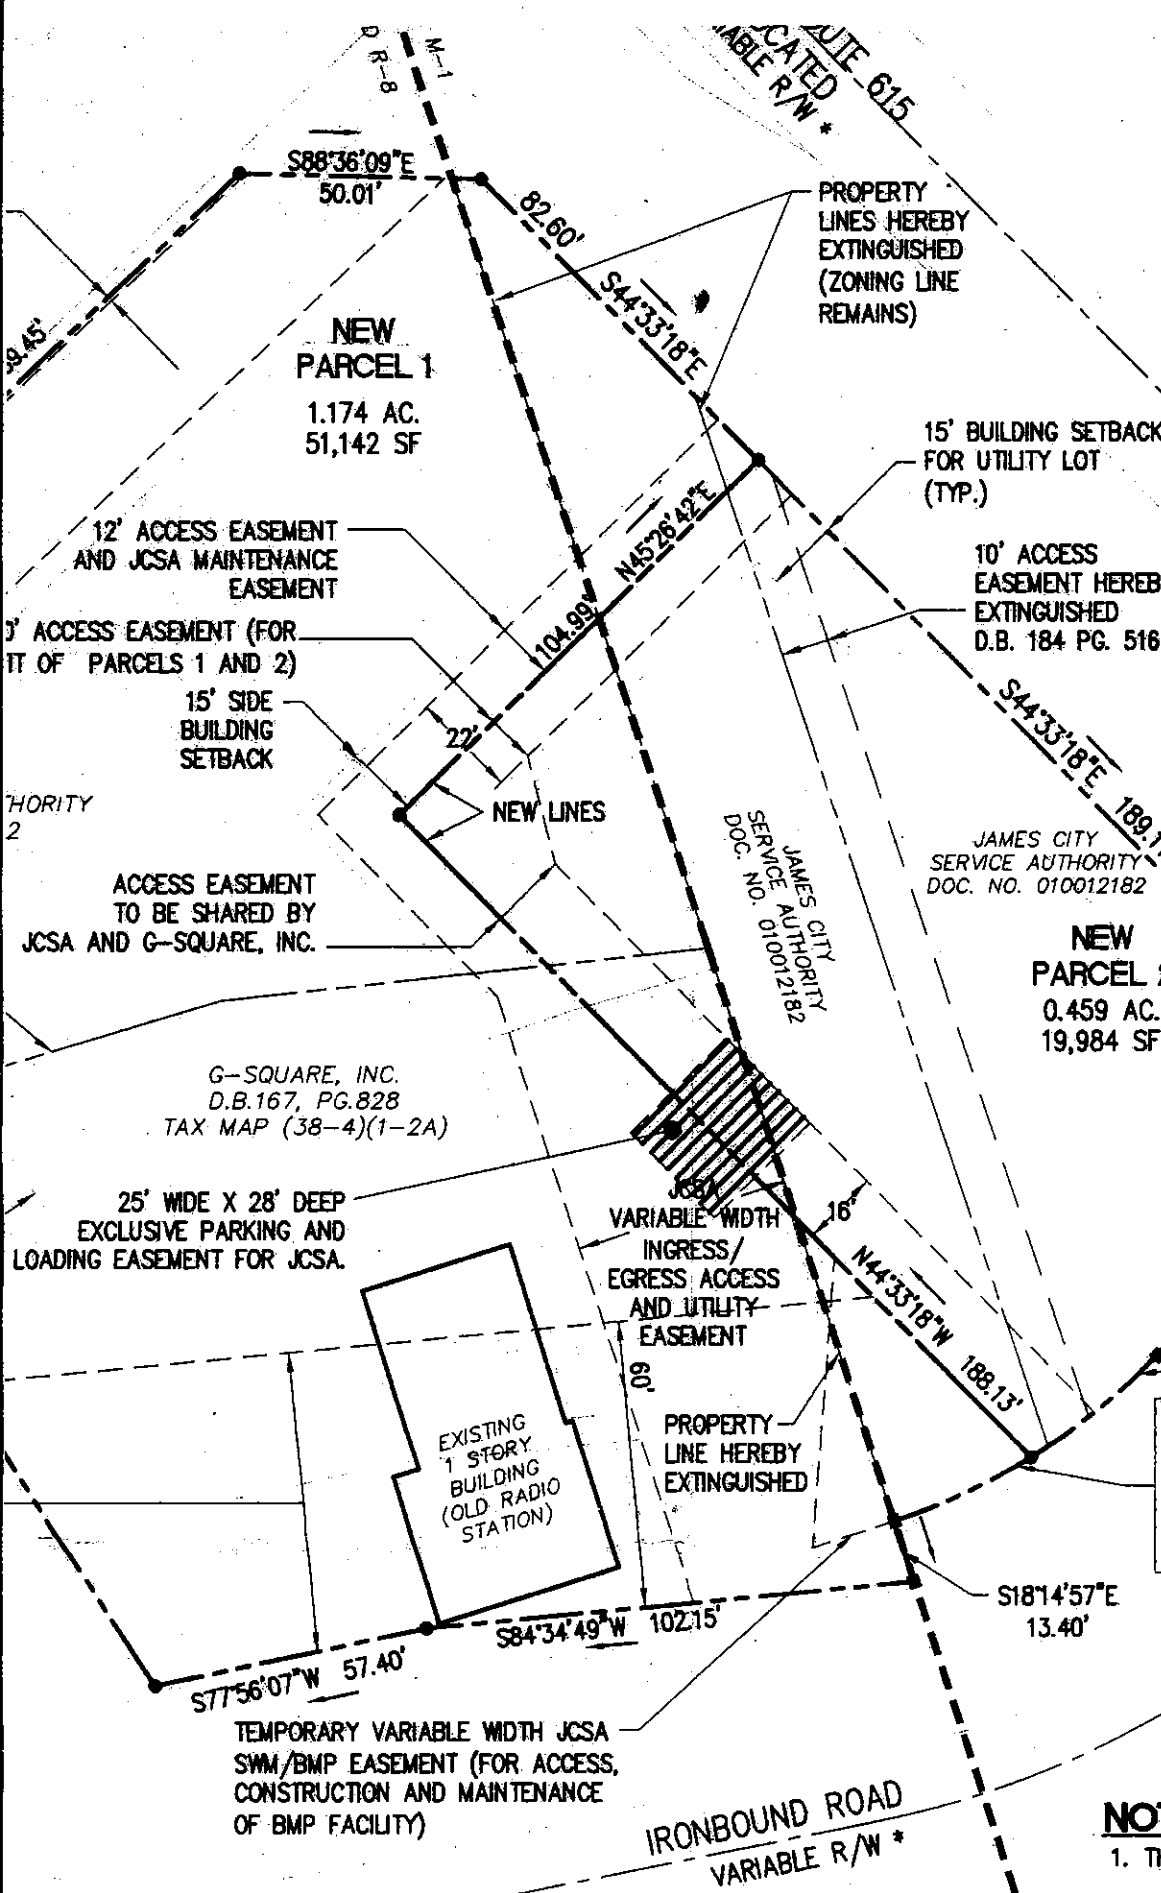 D R-8
M-1
ROUTE 615
S88°36'09"E
50.01'
82.60'
S44°33'18"E
PROPERTY
LINES HEREBY
EXTINGUISHED
(ZONING LINE
REMAINS)
NEW
PARCEL 1
1.174 AC.
51,142 SF
15' BUILDING SETBACK
FOR UTILITY LOT
(TYP.)
12' ACCESS EASEMENT
AND JCSA MAINTENANCE
EASEMENT
N45°26'42"E
104.99'
10' ACCESS
EASEMENT HEREB
EXTINGUISHED
D.B. 184 PG. 516
' ACCESS EASEMENT (FOR
IT OF PARCELS 1 AND 2)
15' SIDE
BUILDING
SETBACK
22'
NEW LINES
S44°33'18"E
HORITY
2
JAMES CITY
SERVICE AUTHORITY
DOC. NO. 010012182
JAMES CITY
SERVICE AUTHORITY
DOC. NO. 010012182
ACCESS EASEMENT
TO BE SHARED BY
JCSA AND G-SQUARE, INC.
NEW
PARCEL
0.459 AC.
19,984 SF
G-SQUARE, INC.
D.B.167, PG.828
TAX MAP (38-4)(1-2A)
25' WIDE X 28' DEEP
EXCLUSIVE PARKING AND
LOADING EASEMENT FOR JCSA.
JCSA
VARIABLE WIDTH
INGRESS/
EGRESS ACCESS
AND UTILITY
EASEMENT
16'
N44°33'18"W 188.13'
60'
EXISTING
1 STORY
BUILDING
(OLD RADIO
STATION)
PROPERTY
LINE HEREBY
EXTINGUISHED
S18°14'57"E
13.40'
S84°34'49"W 102.15'
S77°56'07"W 57.40'
TEMPORARY VARIABLE WIDTH JCSA
SWM/BMP EASEMENT (FOR ACCESS,
CONSTRUCTION AND MAINTENANCE
OF BMP FACILITY)
IRONBOUND ROAD
VARIABLE R/W *
1.